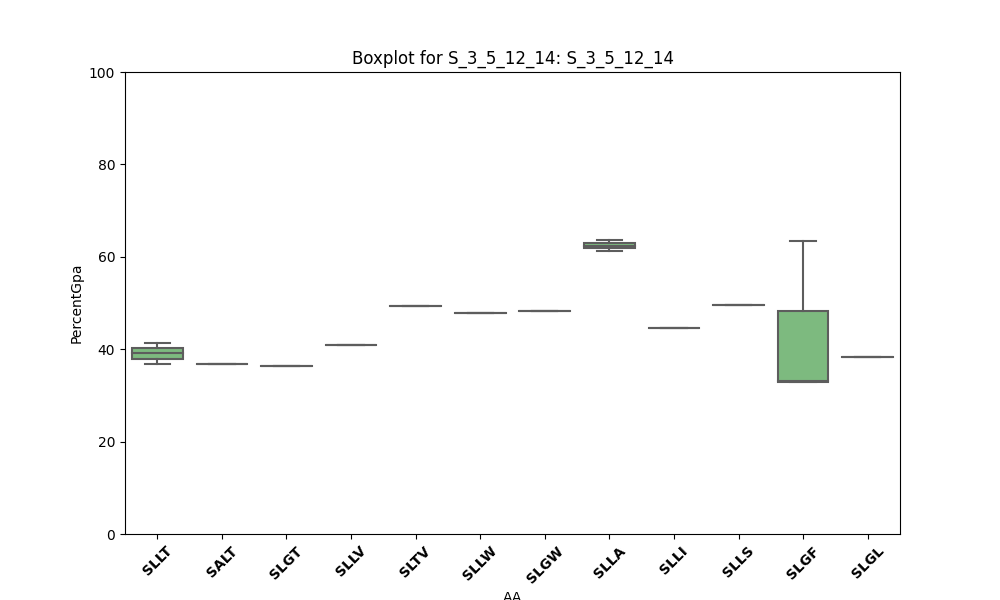 Boxplot for S_3_5_12_14: S_3_5_12_14
100
80
60
40
20
0
PercentGpa
SLLT SALT SLGT SLLV SLTV SLLW SLGW SLLA SLLI SLLS SLGF SLGL
AA